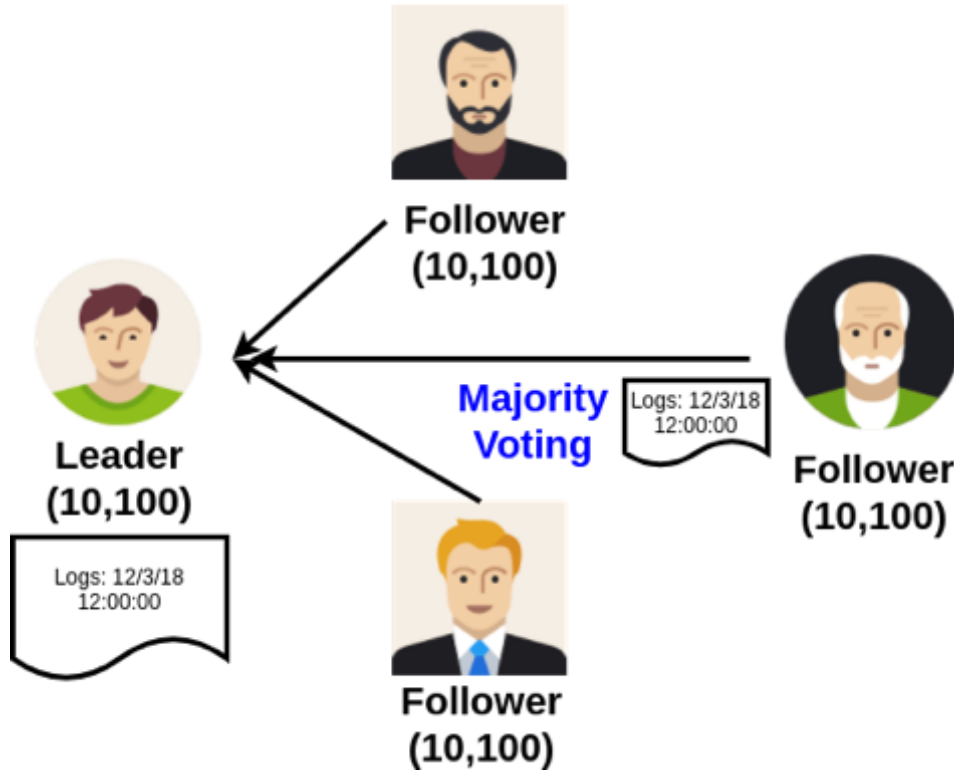 Follower
(10,100)
Leader
(10,100)
Logs: 12/3/18
12:00:00
Majority
Voting
Logs: 12/3/18
12:00:00
Follower
(10,100)
Follower
(10,100)